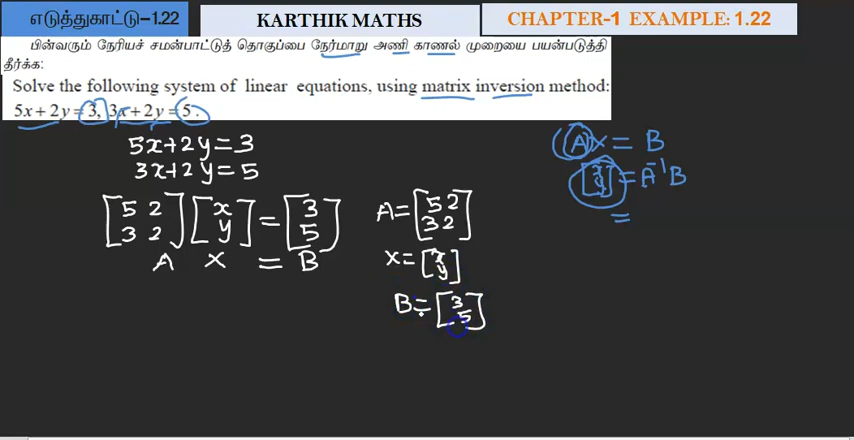 எடுத்துகாட்டு–1.22
KARTHIK MATHS
CHAPTER-1 EXAMPLE: 1.22
பின்வரும் நேரியச் சமன்பாட்டுத் தொகுப்பை நேர்மாறு அணி காணல் முறையை பயன்படுத்தி
தீர்க்க:
Solve the following system of linear equations, using matrix inversion method:
5x + 2y = 3, 3x + 2y = 5 .
5x+2y=3
3x+2y=5
[5 2 3 2] [x y] = [3 5]
A X = B
A = [5 2 3 2]
X = [x y]
B = [3 5]
(A)x = B
[x y] = A⁻¹B
=